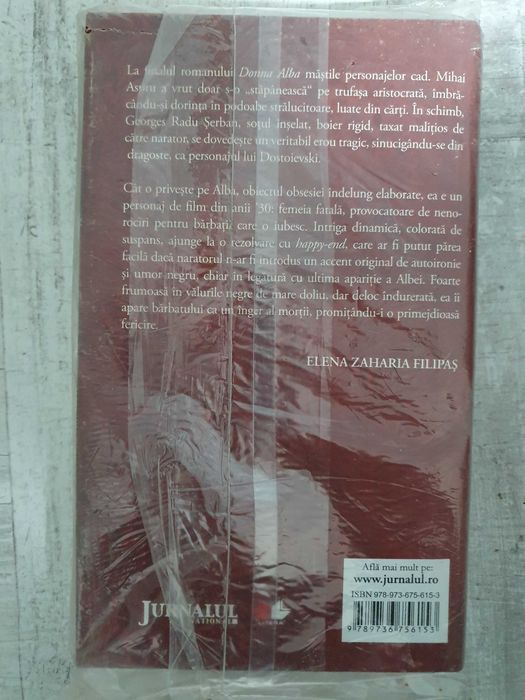 La finalul romanului Donna Alba măștile personajelor cad. Mihai
Aspru a vrut doar s-o „stăpânească“ pe trufașa aristocrată, îmbră-
cându-și dorința în podoabe strălucitoare, luate din cărți. În schimb,
Georges Radu Șerban, soțul înșelat, boier rigid, taxat malițios de
către narator, se dovedește un veritabil erou tragic, sinucigându-se din
dragoste, ca personajul lui Dostoievski.
Cât o privește pe Alba, obiectul obsesiei îndelung elaborate, ea e un
personaj de film din anii ’30: femeia fatală, provocatoare de neno-
rociri pentru bărbații care o iubesc. Intriga dinamică, colorată de
suspans, ajunge la o rezolvare cu happy-end, care ar fi putut părea
facilă dacă naratorul n-ar fi introdus un accent original de autoironie
și umor negru, chiar în legătură cu ultima apariție a Albei. Foarte
frumoasă în vălurile negre de mare doliu, dar deloc îndurerată, ea îi
apare bărbatului ca un înger al morții, promițându-i o primejdioasă
fericire.
ELENA ZAHARIA FILIPAȘ
Află mai mult pe:
www.jurnalul.ro
ISBN 978-973-675-615-3
9 789736 756153
JURNALUL
NAȚIONAL